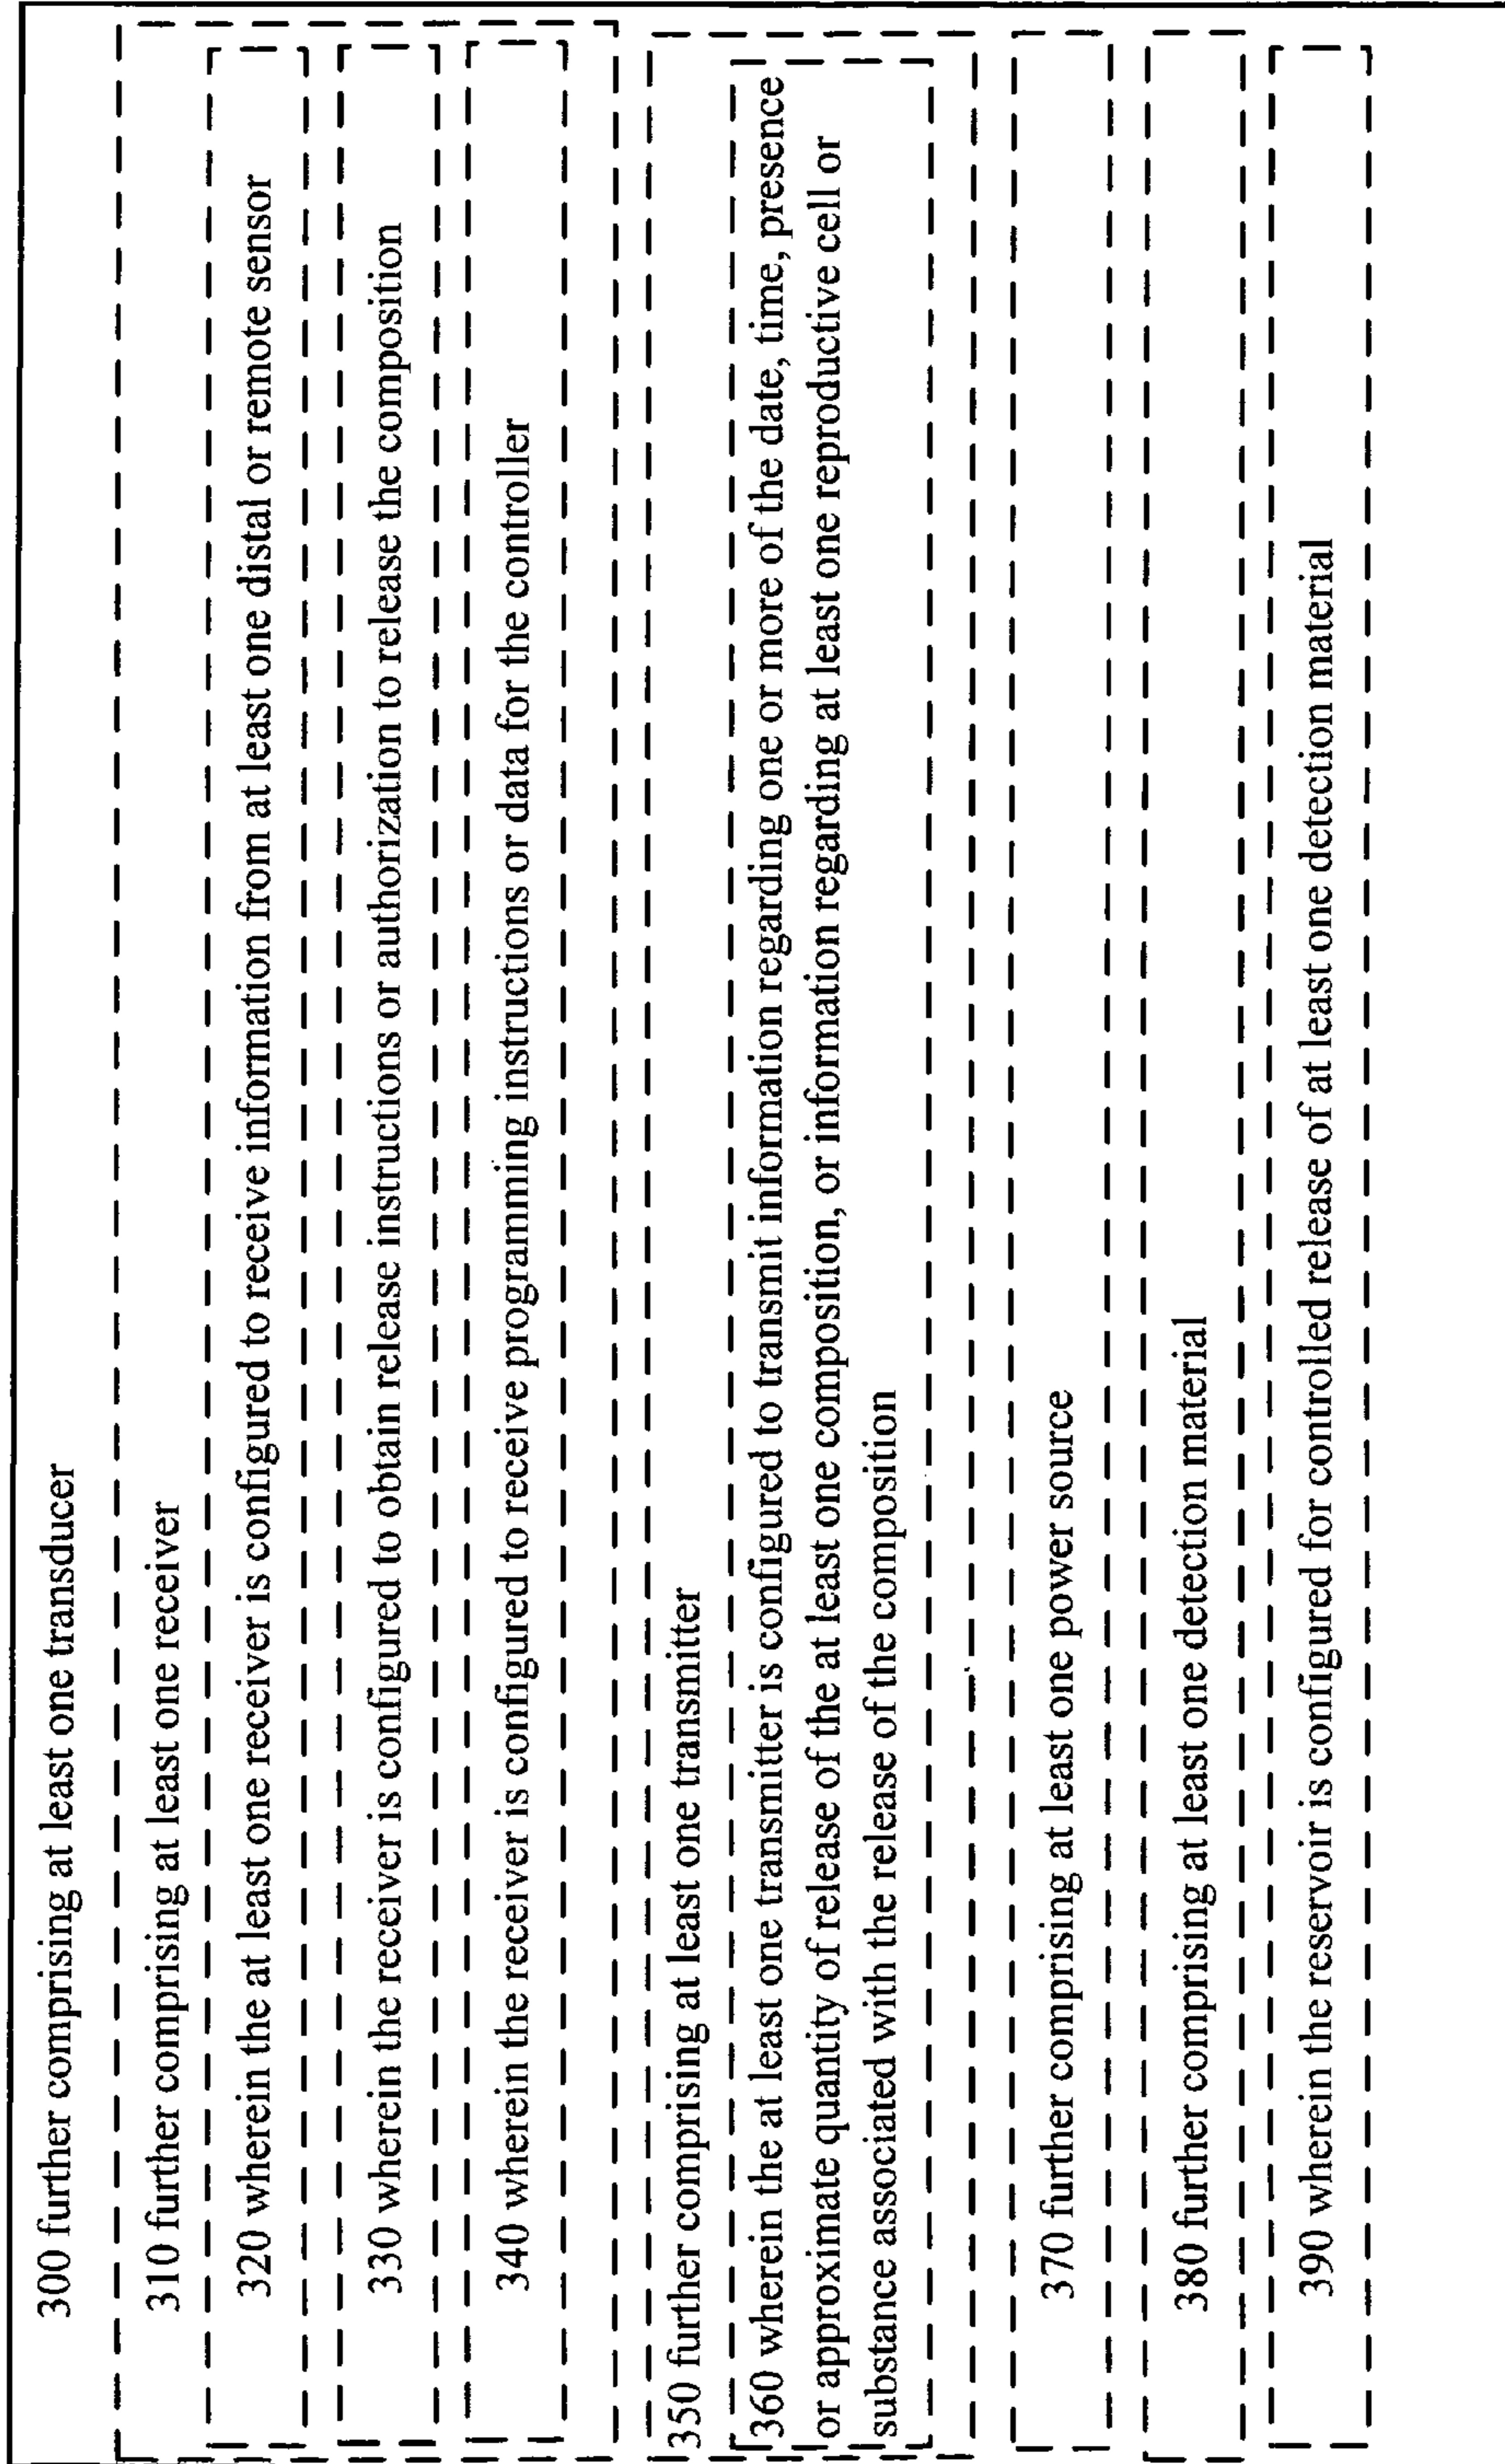 300 further comprising at least one transducer
310 further comprising at least one receiver
320 wherein the at least one receiver is configured to receive information from at least one distal or remote sensor
330 wherein the receiver is configured to obtain release instructions or authorization to release the composition
340 wherein the receiver is configured to receive programming instructions or data for the controller
350 further comprising at least one transmitter
360 wherein the at least one transmitter is configured to transmit information regarding one or more of the date, time, presence
or approximate quantity of release of the at least one composition, or information regarding at least one reproductive cell or
substance associated with the release of the composition
370 further comprising at least one power source
380 further comprising at least one detection material
390 wherein the reservoir is configured for controlled release of at least one detection material